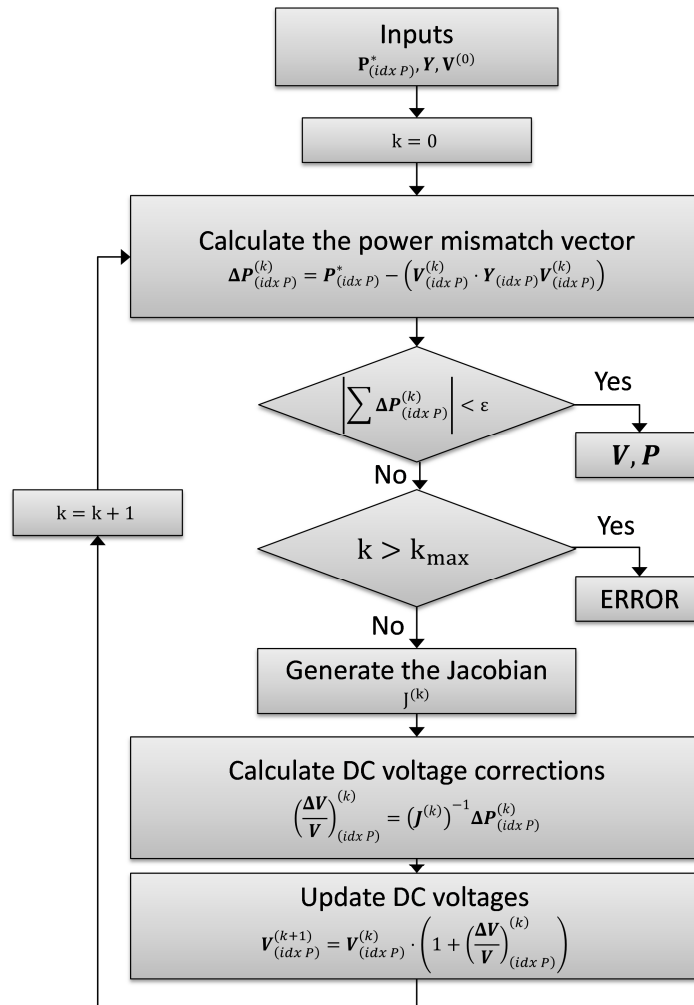 Inputs
P*(idx P), Y, V(0)
k = 0
Calculate the power mismatch vector
ΔP(k)(idx P) = P*(idx P) − (V(k)(idx P) · Y(idx P)V(k)(idx P))
|∑ ΔP(k)(idx P)| < ε
Yes
V, P
No
k = k + 1
k > kmax
Yes
ERROR
No
Generate the Jacobian
J(k)
Calculate DC voltage corrections
(ΔV/V)(k)(idx P) = (J(k))−1 ΔP(k)(idx P)
Update DC voltages
V(k+1)(idx P) = V(k)(idx P) · (1 + (ΔV/V)(k)(idx P))